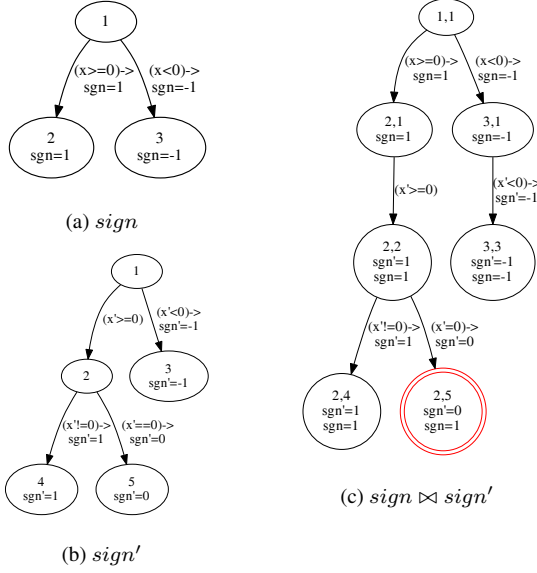 1
(x>=0)->
sgn=1
(x<0)->
sgn=-1
2
sgn=1
3
sgn=-1
(a) sign
1
(x'>=0)
(x'<0)->
sgn'=-1
2
3
sgn'=-1
(x'!=0)->
sgn'=1
(x'==0)->
sgn'=0
4
sgn'=1
5
sgn'=0
(b) sign′
1,1
(x>=0)->
sgn=1
(x<0)->
sgn=-1
2,1
sgn=1
3,1
sgn=-1
(x'>=0)
(x'<0)->
sgn'=-1
2,2
sgn'=1
sgn=1
3,3
sgn'=-1
sgn=-1
(x'!=0)->
sgn'=1
(x'=0)->
sgn'=0
2,4
sgn'=1
sgn=1
2,5
sgn'=0
sgn=1
(c) sign ⋈ sign′